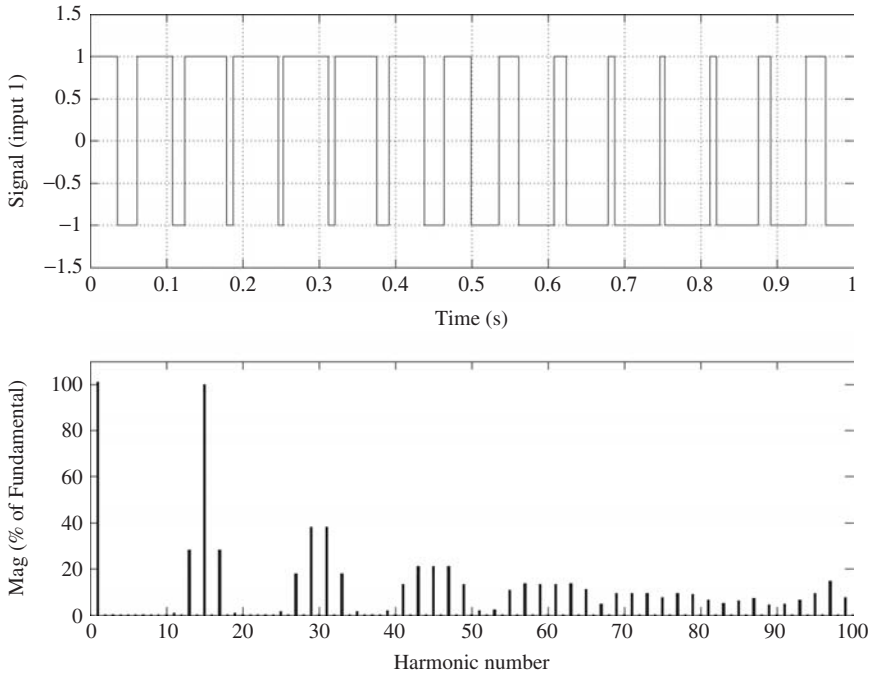 1.5
1
0.5
0
−0.5
−1
−1.5
Signal (input 1)
0 0.1 0.2 0.3 0.4 0.5 0.6 0.7 0.8 0.9 1
Time (s)
100
80
60
40
20
0
Mag (% of Fundamental)
0 10 20 30 40 50 60 70 80 90 100
Harmonic number